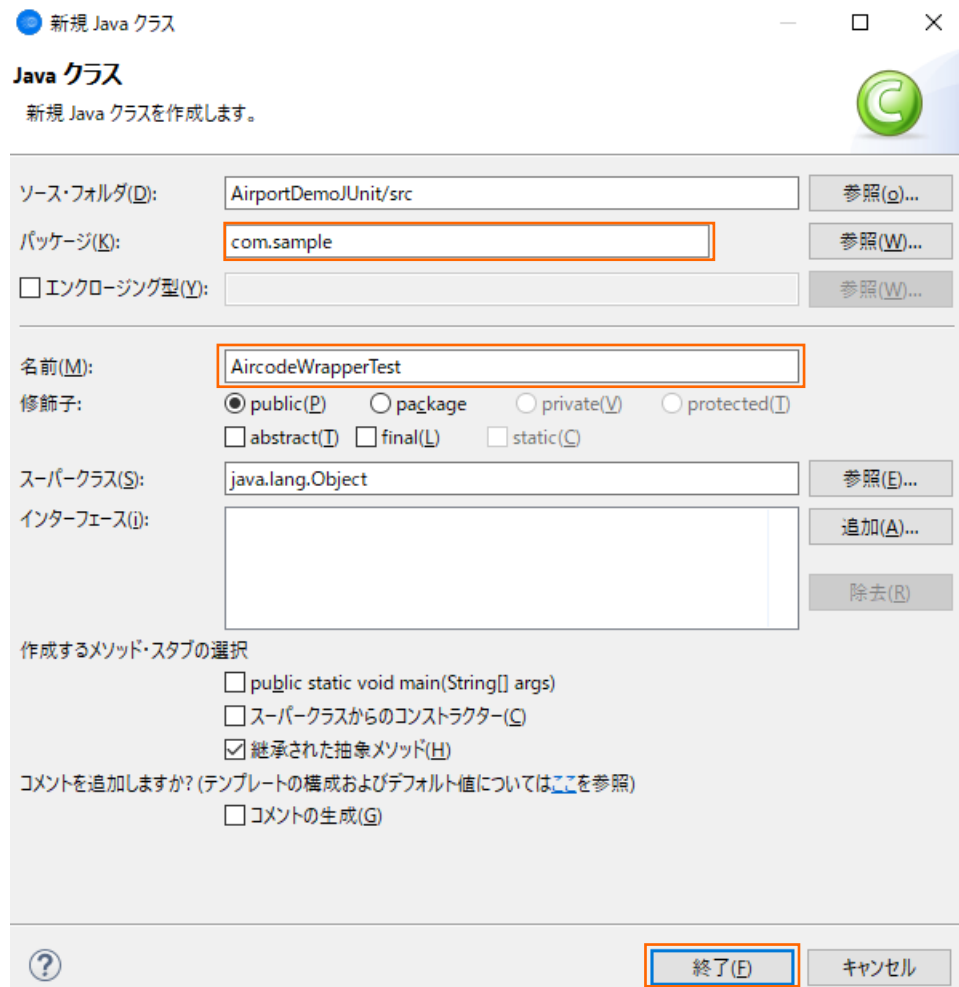 新規 Java クラス
Java クラス
新規 Java クラスを作成します。
C
ソース・フォルダ(D): AirportDemoJUnit/src 参照(o)...
パッケージ(K): com.sample 参照(W)...
エンクロージング型(Y): 参照(W)...
名前(M): AircodeWrapperTest
修飾子: public(P) package private(V) protected(T)
abstract(T) final(L) static(C)
スーパークラス(S): java.lang.Object 参照(E)...
インターフェース(i): 追加(A)...
除去(R)
作成するメソッド・スタブの選択
public static void main(String[] args)
スーパークラスからのコンストラクター(C)
継承された抽象メソッド(H)
コメントを追加しますか? (テンプレートの構成およびデフォルト値についてはここを参照)
コメントの生成(G)
? 終了(F) キャンセル